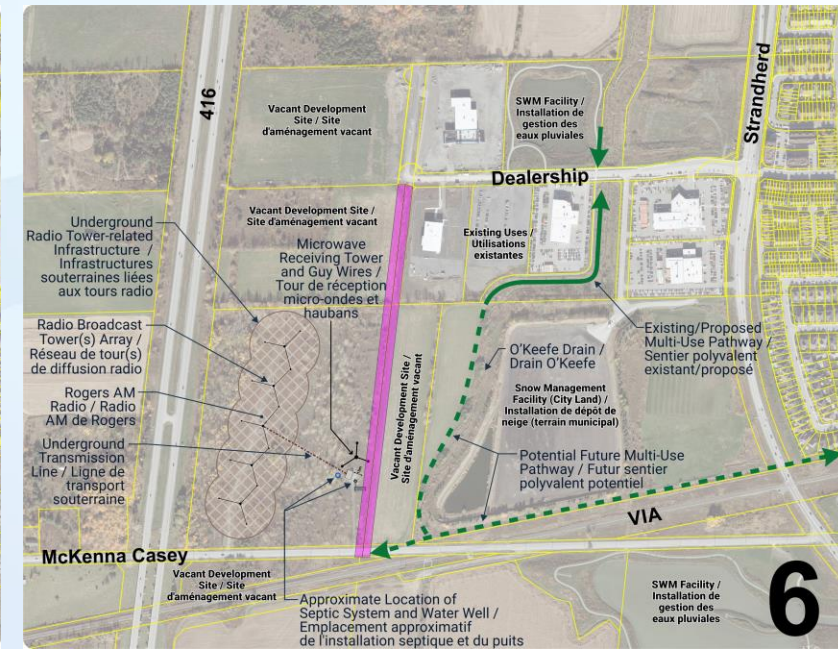 416
Strandherd
Vacant Development
Site / Site
d'aménagement vacant
SWM Facility /
Installation de
gestion des
eaux pluviales
Dealership
Underground
Radio Tower-related
Infrastructure /
Infrastructures
souterraines liées
aux tours radio
Vacant Development Site /
Site d'aménagement vacant
Microwave
Receiving Tower
and Guy Wires /
Tour de réception
micro-ondes et
haubans
Existing Uses /
Utilisations
existantes
Radio Broadcast
Tower(s) Array /
Réseau de tour(s)
de diffusion radio
Rogers AM
Radio / Radio
AM de Rogers
Underground
Transmission
Line / Ligne de
transport
souterraine
Vacant Development Site /
Site d'aménagement vacant
O'Keefe Drain /
Drain O'Keefe
Snow Management
Facility (City Land) /
Installation de dépôt de
neige (terrain municipal)
Existing/Proposed
Multi-Use Pathway /
Sentier polyvalent
existant/proposé
Potential Future Multi-Use
Pathway / Futur sentier
polyvalent potentiel
VIA
McKenna Casey
Vacant Development
Site / Site
d'aménagement vacant
Approximate Location of
Septic System and Water Well /
Emplacement approximatif
de l'installation septique et du puits
SWM Facility /
Installation de
gestion des
eaux pluviales
6